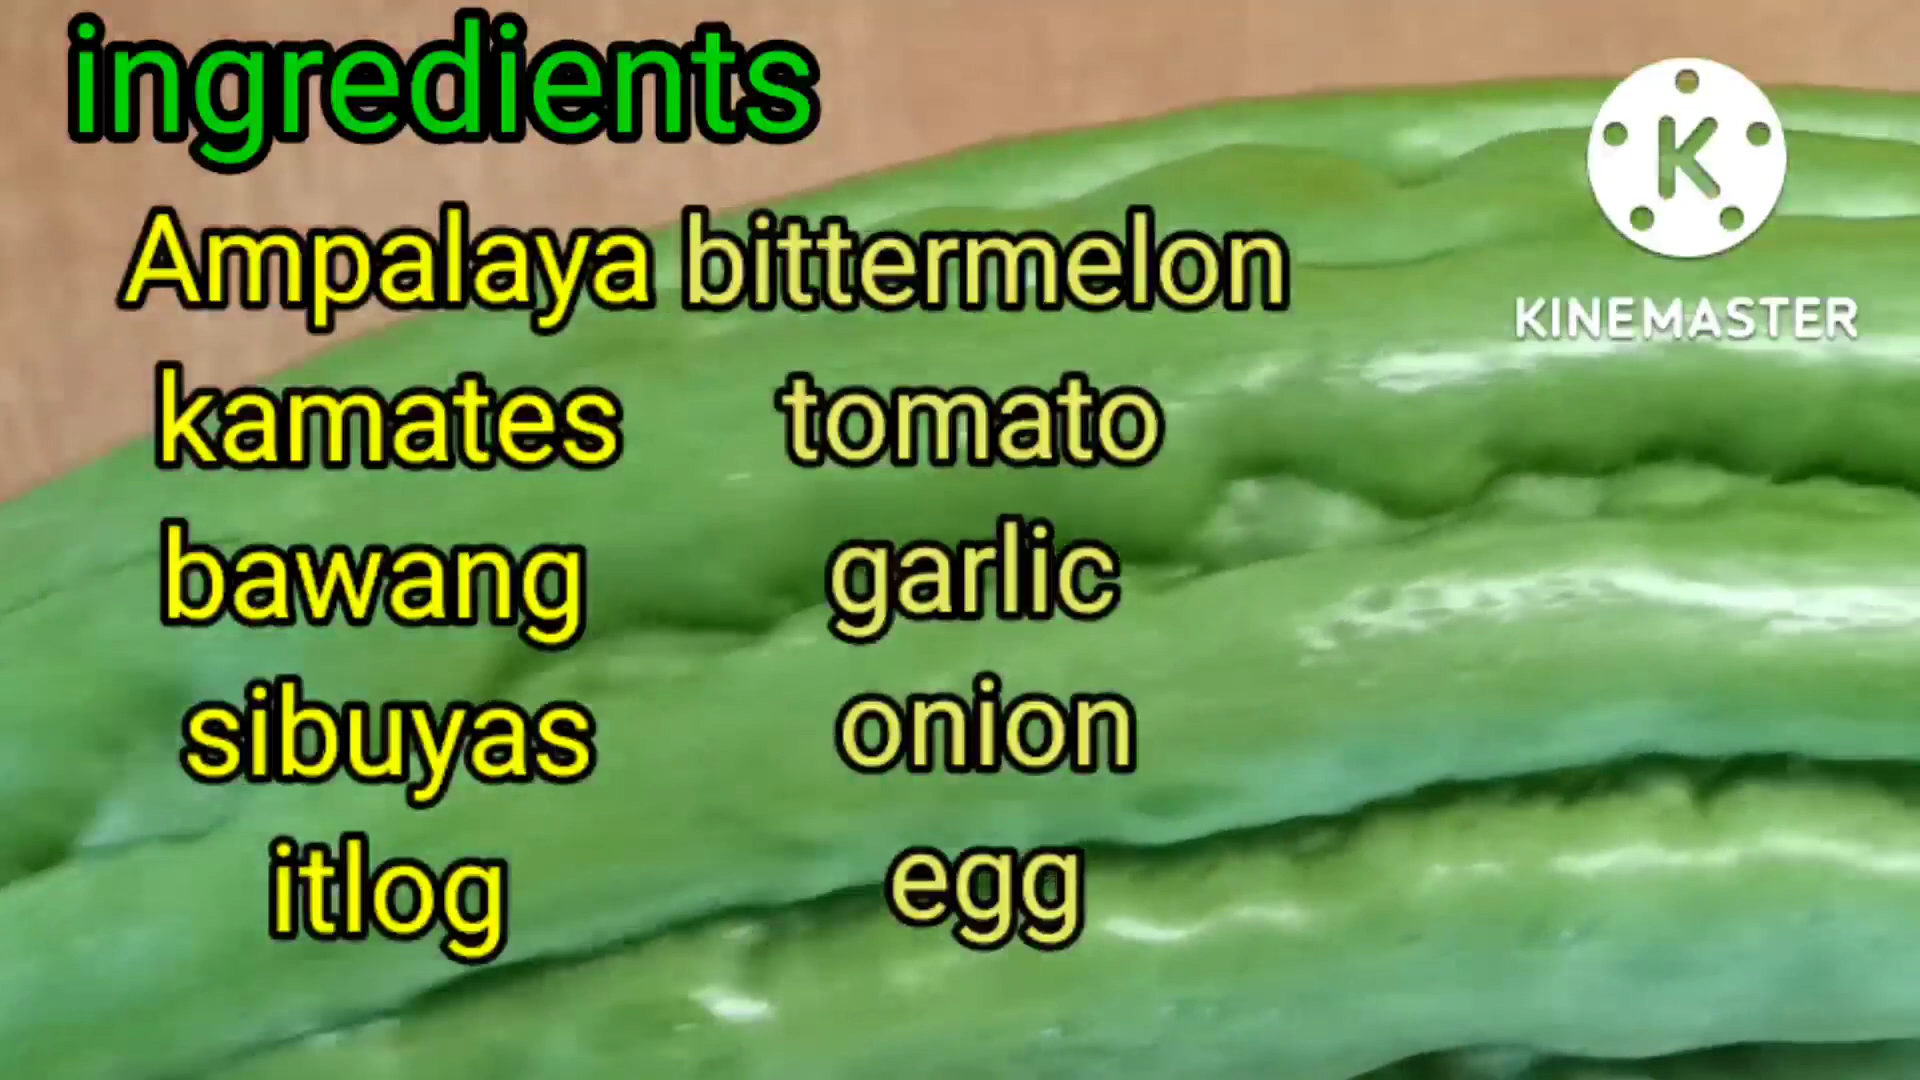 ingredients
Ampalaya bittermelon
kamates tomato
bawang garlic
sibuyas onion
itlog egg
K
KINEMASTER